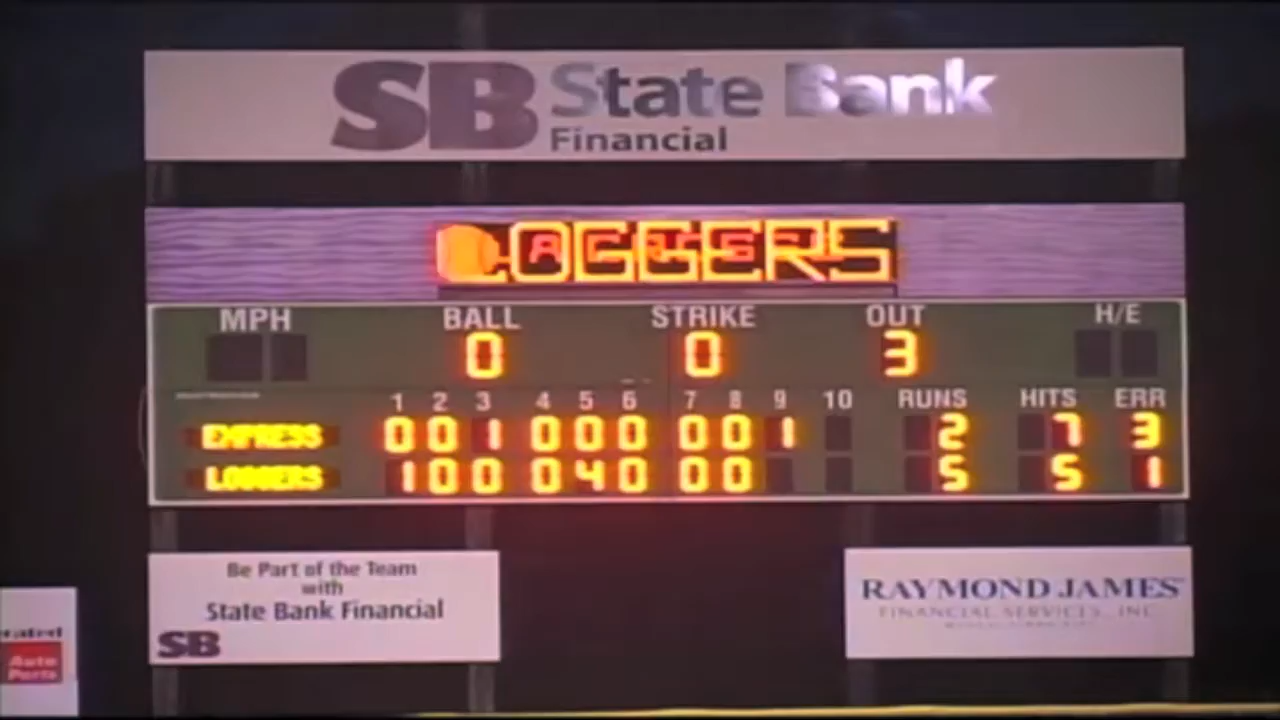 SB State Bank
Financial
LOGGERS
MPH BALL STRIKE OUT H/E
0 0 3
1 2 3 4 5 6 7 8 9 10 RUNS HITS ERR
EXPRESS 0 0 1 0 0 0 0 0 1 2 7 3
LOGGERS 1 0 0 0 4 0 0 0 5 5 1
Be Part of the Team
with
State Bank Financial
SB
RAYMOND JAMES
FINANCIAL SERVICES, INC.
Auto
Parts